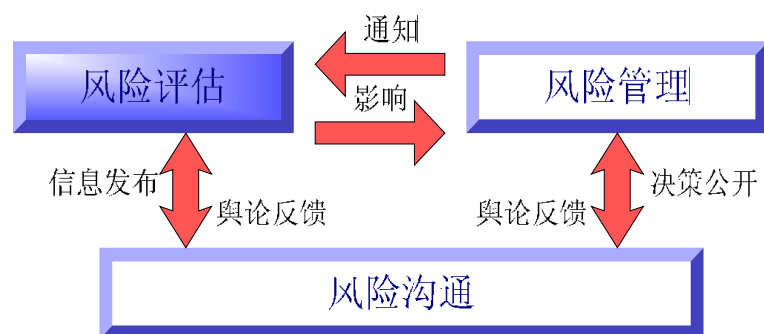 通知
风险评估
风险管理
影响
信息发布
决策公开
舆论反馈
舆论反馈
风险沟通